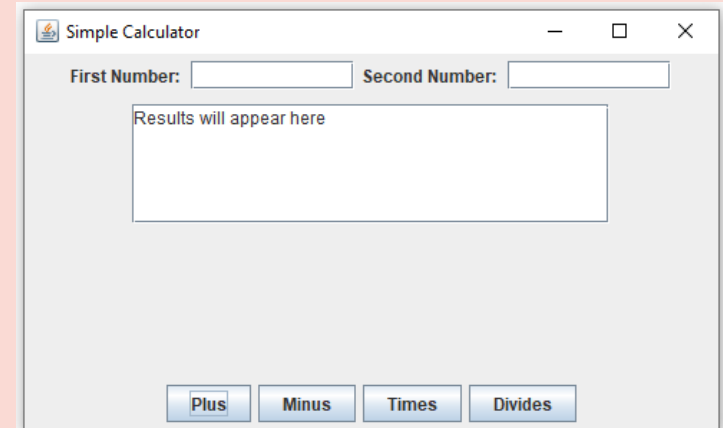 Simple Calculator
First Number: Second Number:
Results will appear here
Plus Minus Times Divides